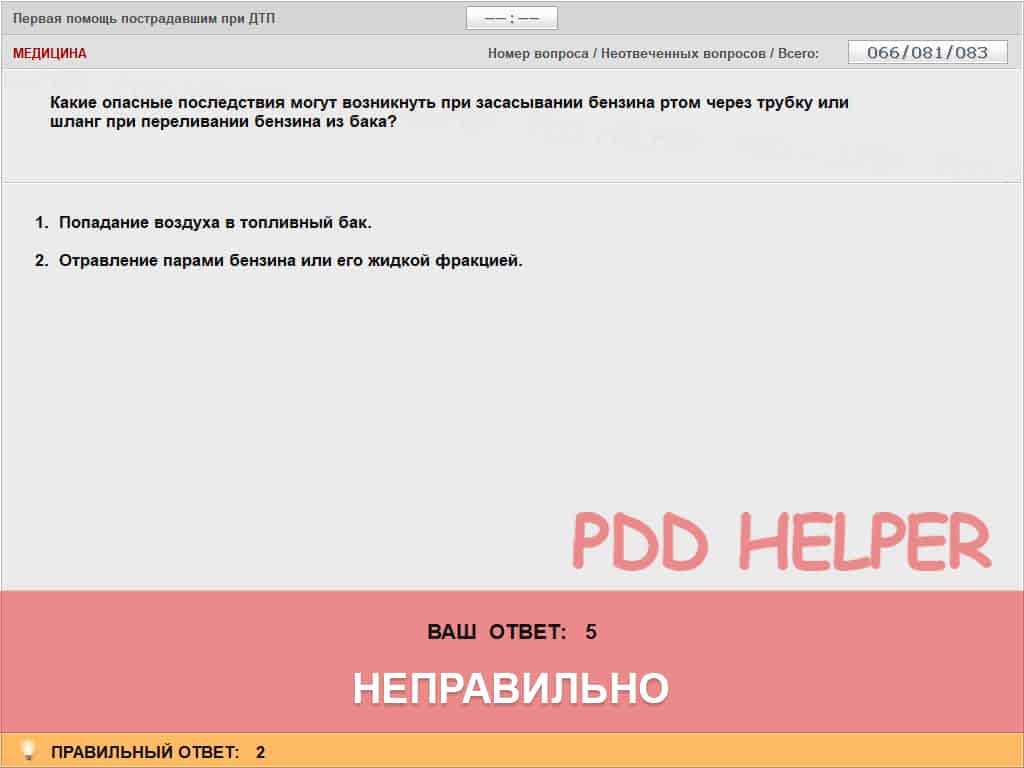 Первая помощь пострадавшим при ДТП
—— : ——
МЕДИЦИНА
Номер вопроса / Неотвеченных вопросов / Всего:
066/081/083
Какие опасные последствия могут возникнуть при засасывании бензина ртом через трубку или
шланг при переливании бензина из бака?
1. Попадание воздуха в топливный бак.
2. Отравление парами бензина или его жидкой фракцией.
PDD HELPER
ВАШ ОТВЕТ: 5
НЕПРАВИЛЬНО
ПРАВИЛЬНЫЙ ОТВЕТ: 2